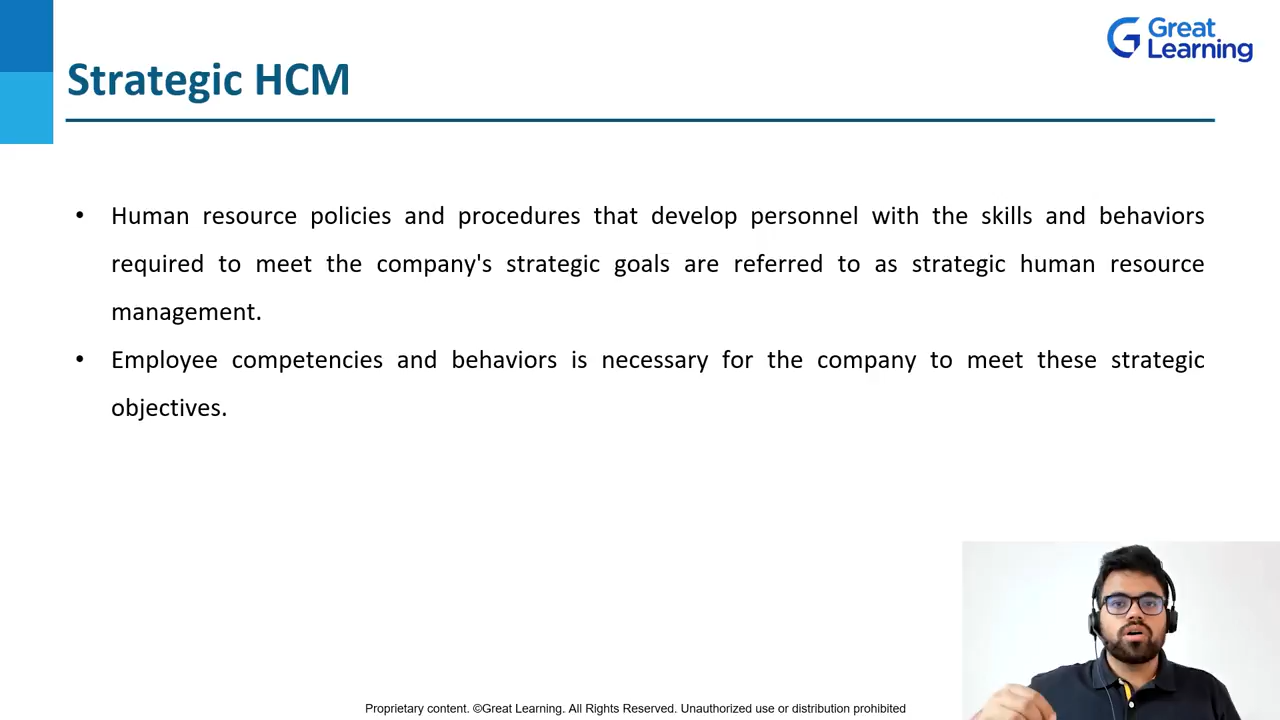 Great
Learning
Strategic HCM
• Human resource policies and procedures that develop personnel with the skills and behaviors
required to meet the company's strategic goals are referred to as strategic human resource
management.
• Employee competencies and behaviors is necessary for the company to meet these strategic
objectives.
Proprietary content. ©Great Learning. All Rights Reserved. Unauthorized use or distribution prohibited